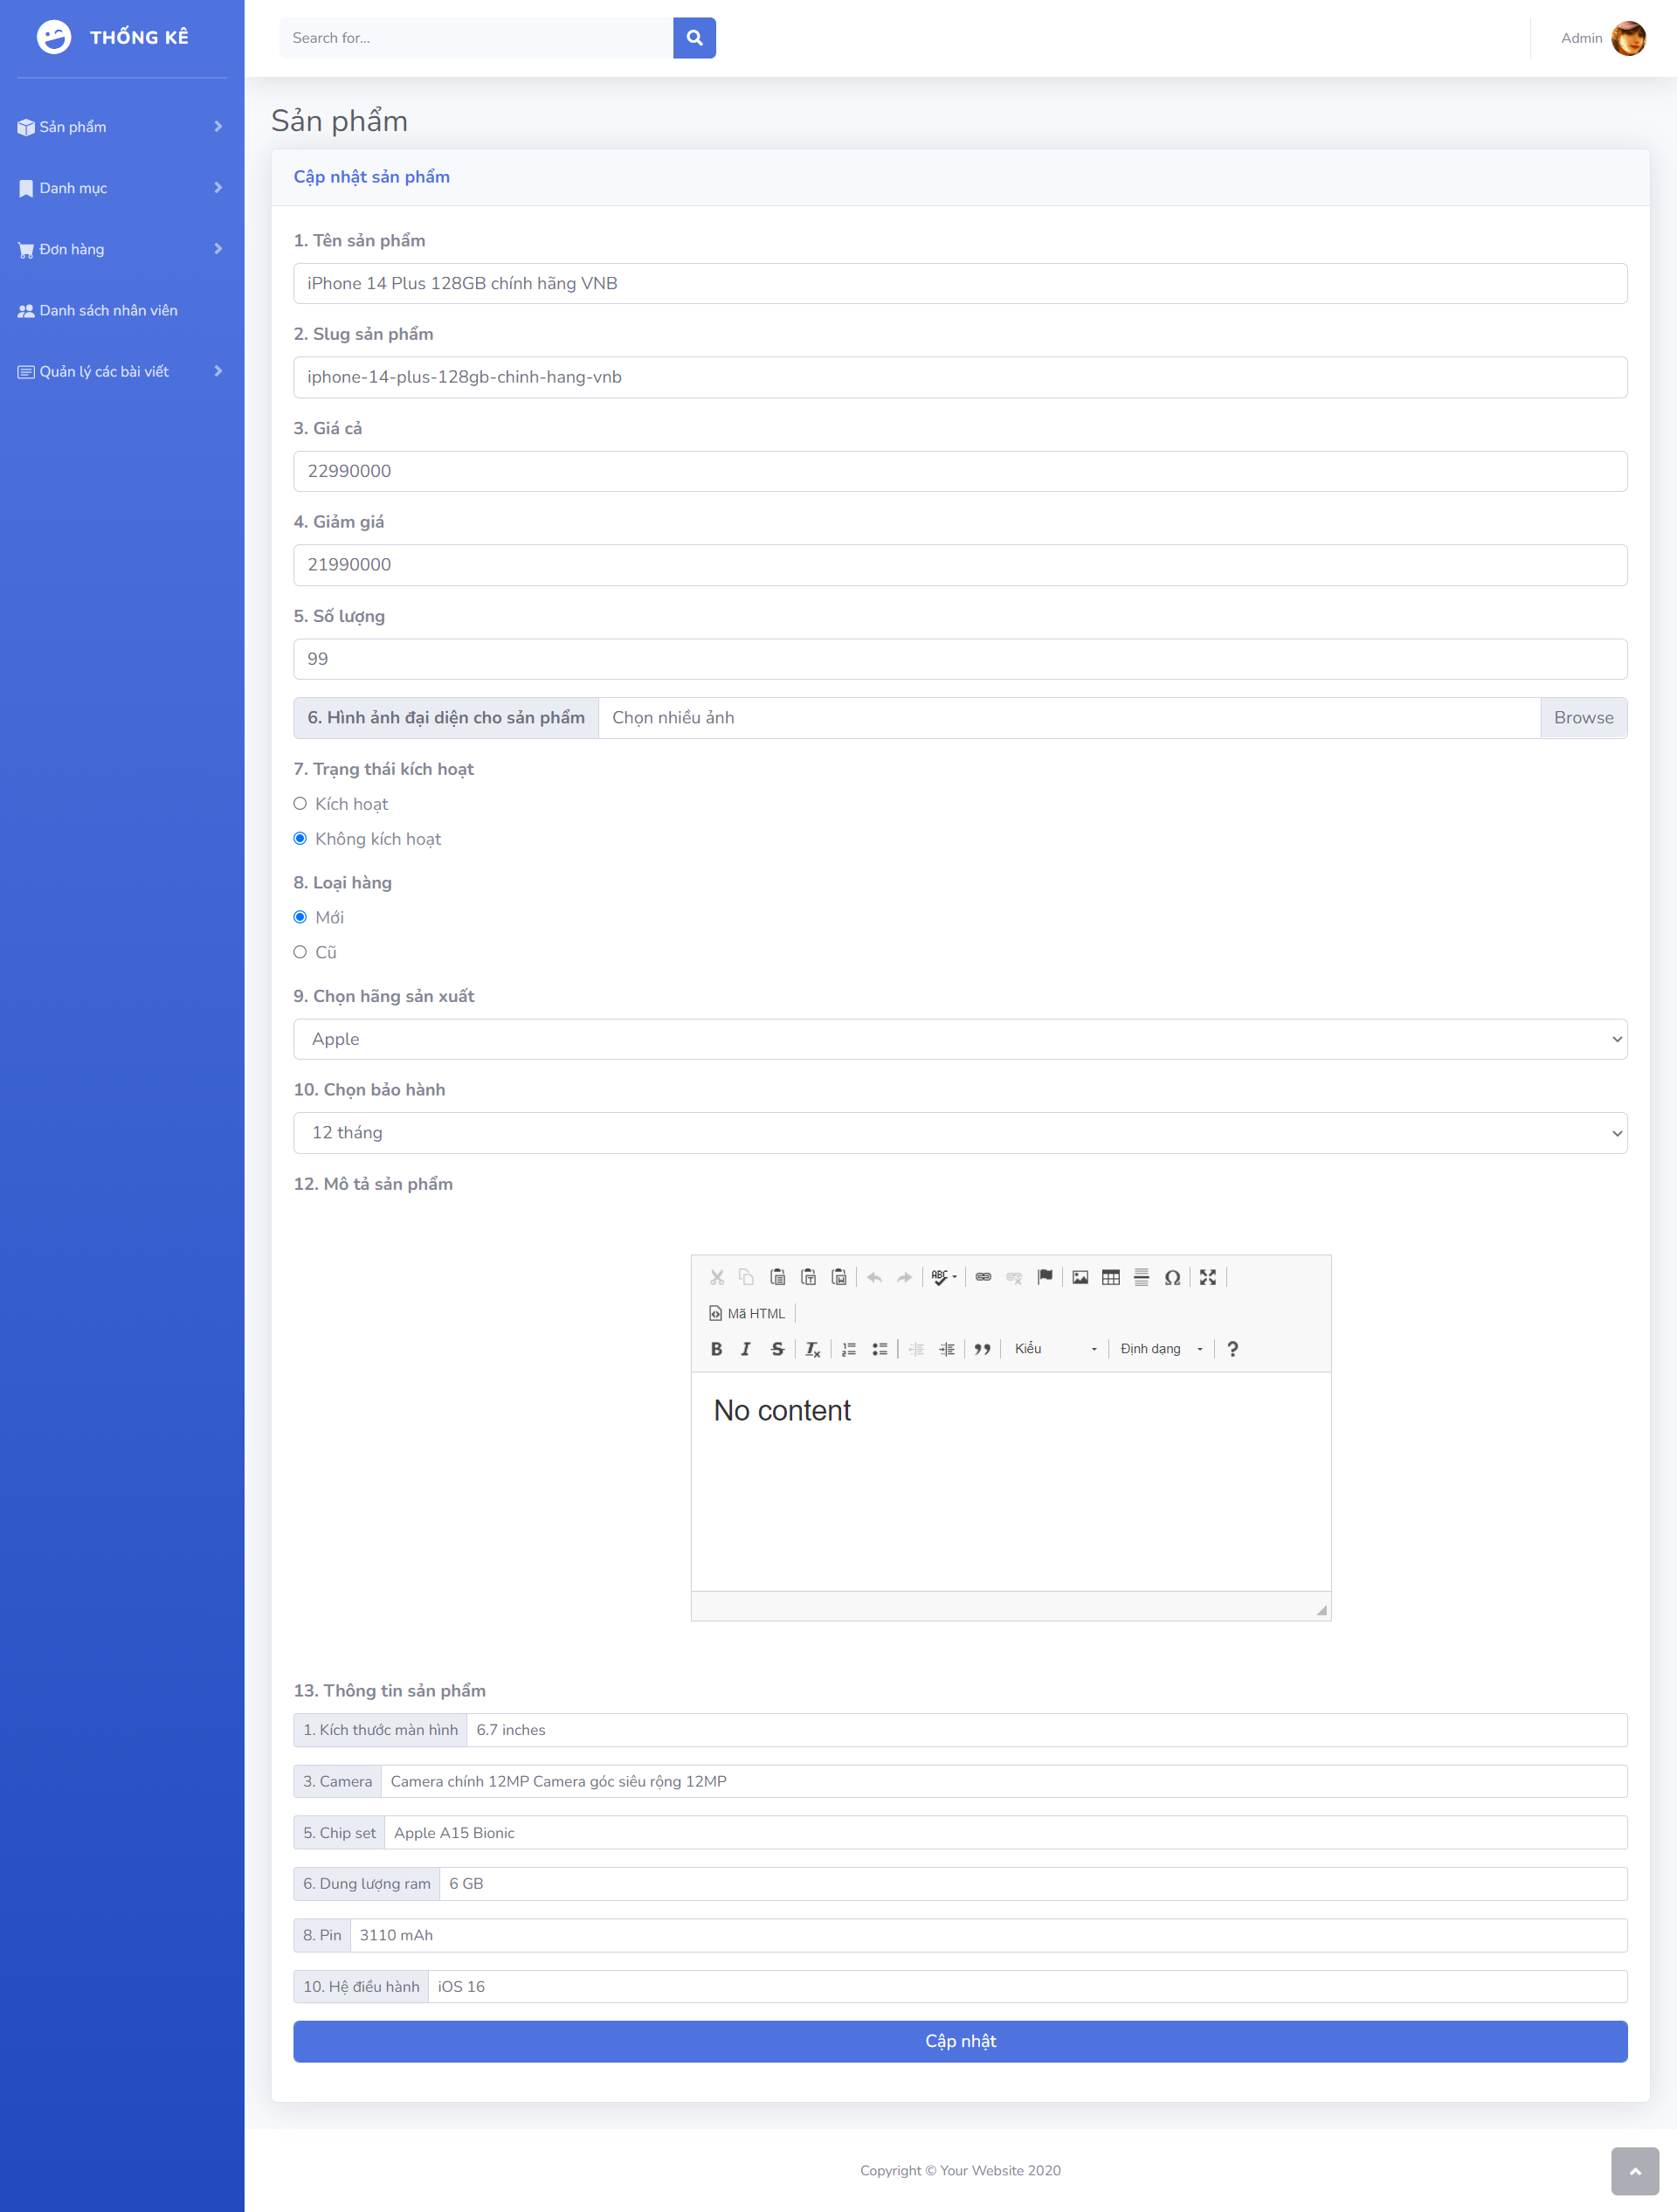 THỐNG KÊ
Search for...
Admin
Sản phẩm
Danh mục
Đơn hàng
Danh sách nhân viên
Quản lý các bài viết
Sản phẩm
Cập nhật sản phẩm
1. Tên sản phẩm
iPhone 14 Plus 128GB chính hãng VNB
2. Slug sản phẩm
iphone-14-plus-128gb-chinh-hang-vnb
3. Giá cả
22990000
4. Giảm giá
21990000
5. Số lượng
99
6. Hình ảnh đại diện cho sản phẩm Chọn nhiều ảnh Browse
7. Trạng thái kích hoạt
Kích hoạt
Không kích hoạt
8. Loại hàng
Mới
Cũ
9. Chọn hãng sản xuất
Apple
10. Chọn bảo hành
12 tháng
12. Mô tả sản phẩm
ABC
Mã HTML
B I S Kiểu Định dạng ?
No content
13. Thông tin sản phẩm
1. Kích thước màn hình 6.7 inches
3. Camera Camera chính 12MP Camera góc siêu rộng 12MP
5. Chip set Apple A15 Bionic
6. Dung lượng ram 6 GB
8. Pin 3110 mAh
10. Hệ điều hành iOS 16
Cập nhật
Copyright © Your Website 2020